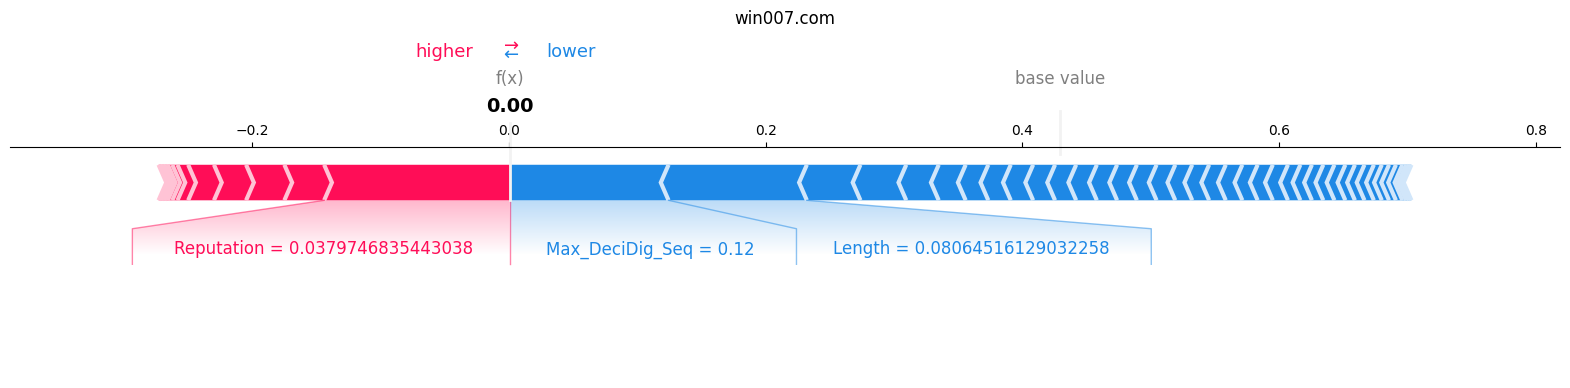 win007.com
higher ⇄ lower
f(x) base value
0.00
−0.2 0.0 0.2 0.4 0.6 0.8
Reputation = 0.0379746835443038 Max_DeciDig_Seq = 0.12 Length = 0.08064516129032258